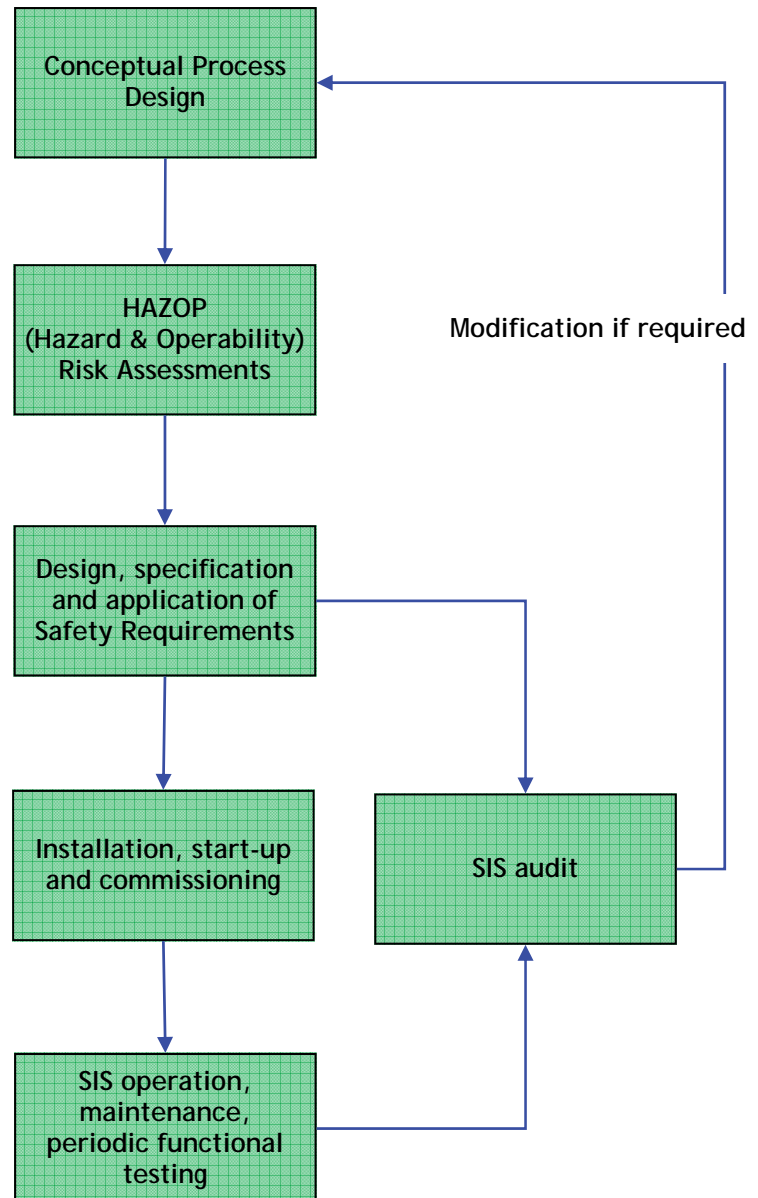 Conceptual Process
Design
HAZOP
(Hazard & Operability)
Risk Assessments
Modification if required
Design, specification
and application of
Safety Requirements
Installation, start-up
and commissioning
SIS audit
SIS operation,
maintenance,
periodic functional
testing